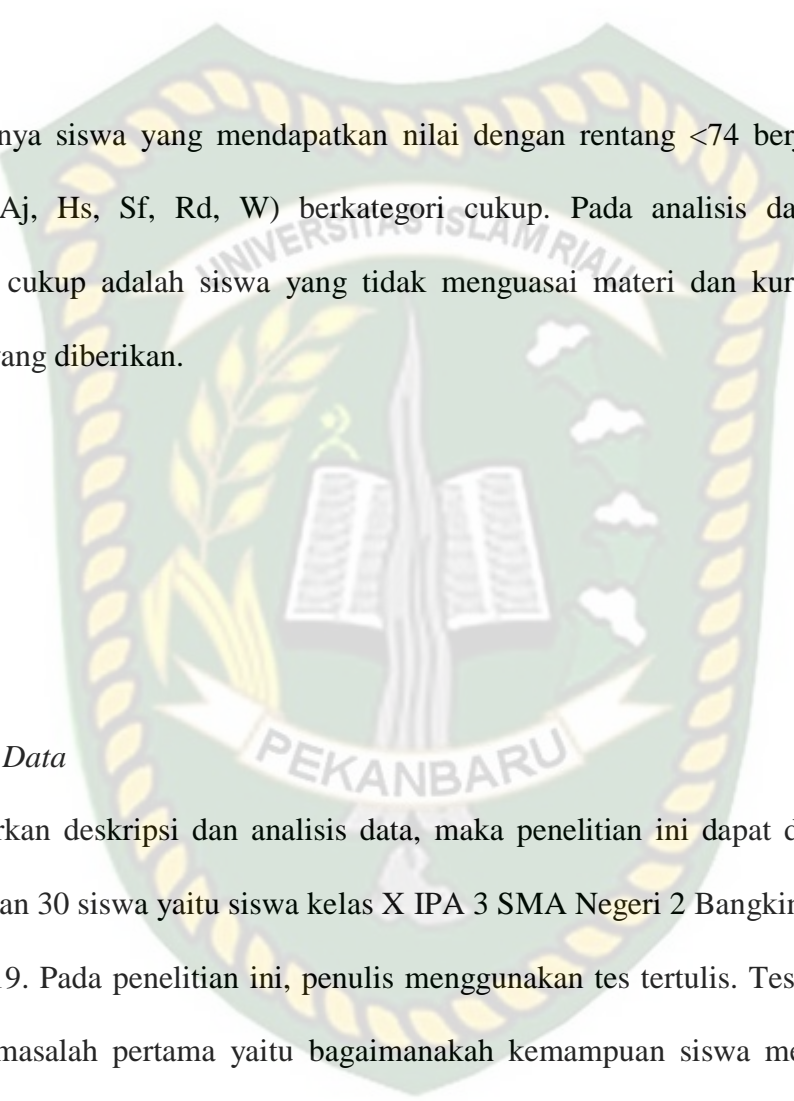 nya siswa yang mendapatkan nilai dengan rentang <74 ber
Aj, Hs, Sf, Rd, W) berkategori cukup. Pada analisis da
UNIVERSITAS ISLAM RIAU
cukup adalah siswa yang tidak menguasai materi dan kur
yang diberikan.
Data
PEKANBARU
rkan deskripsi dan analisis data, maka penelitian ini dapat d
an 30 siswa yaitu siswa kelas X IPA 3 SMA Negeri 2 Bangkin
19. Pada penelitian ini, penulis menggunakan tes tertulis. Tes
masalah pertama yaitu bagaimanakah kemampuan siswa me